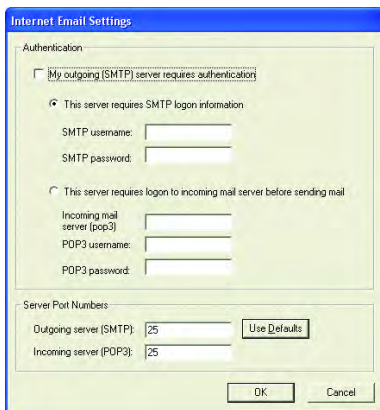 Internet Email Settings
Authentication
My outgoing (SMTP) server requires authentication
This server requires SMTP logon information
SMTP username:
SMTP password:
This server requires logon to incoming mail server before sending mail
Incoming mail
server (pop3)
POP3 username:
POP3 password:
Server Port Numbers
Outgoing server (SMTP): 25 Use Defaults
Incoming server (POP3): 25
OK Cancel